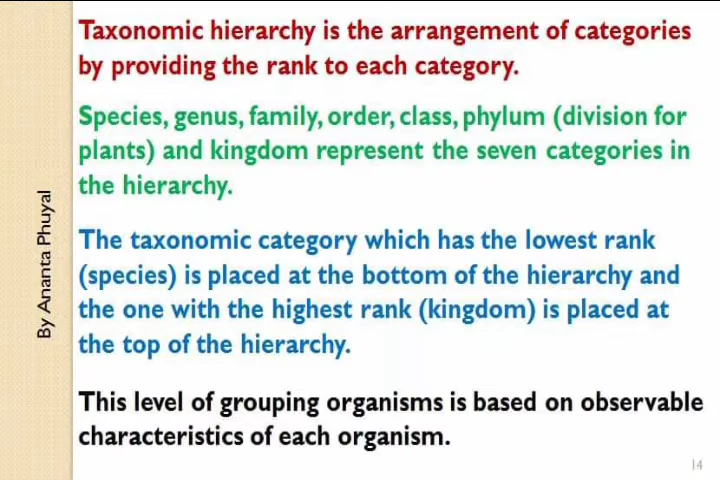 Taxonomic hierarchy is the arrangement of categories
by providing the rank to each category.
Species, genus, family, order, class, phylum (division for
plants) and kingdom represent the seven categories in
the hierarchy.
The taxonomic category which has the lowest rank
(species) is placed at the bottom of the hierarchy and
the one with the highest rank (kingdom) is placed at
the top of the hierarchy.
This level of grouping organisms is based on observable
characteristics of each organism.
By Ananta Phuyal
14